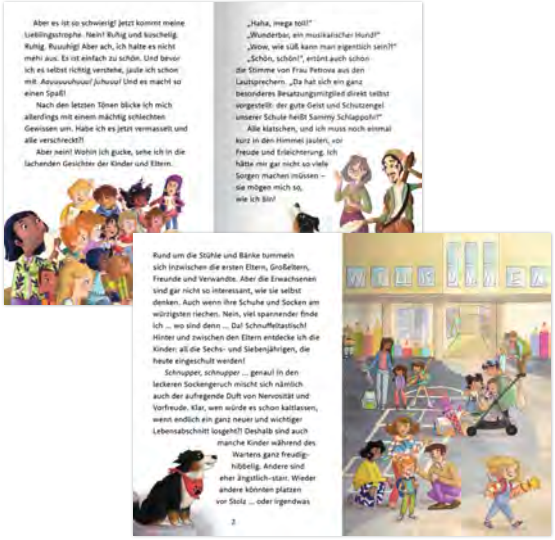 Aber es ist so schwierig! Jetzt kommt meine
Lieblingsstrophe. Nein! Ruhig und kuschelig.
Ruhig. Ruuuhig! Aber ach, ich halte es nicht
mehr aus. Es ist einfach zu schön. Und bevor
ich es selbst richtig verstehe, jaule ich schon
mit. Auuuuuhuuu! Juhuuu! Und es macht so
einen Spaß!
Nach den letzten Tönen blicke ich mich
allerdings mit einem mächtig schlechten
Gewissen um. Habe ich es jetzt vermasselt und
alle verschreckt?!
Aber nein! Wohin ich gucke, sehe ich in die
lachenden Gesichter der Kinder und Eltern.
„Haha, mega toll!“
„Wunderbar, ein musikalischer Hund!“
„Wow, wie süß kann man eigentlich sein?!“
„Schön, schön!“, ertönt auch schon
die Stimme von Frau Petrova aus den
Lautsprechern. „Da hat sich ein ganz
besonderes Besatzungsmitglied direkt selbst
vorgestellt: der gute Geist und Schutzengel
unserer Schule heißt Sammy Schlappohr!“
Alle klatschen, und ich muss noch einmal
kurz in den Himmel jaulen, vor
Freude und Erleichterung. Ich
hätte mir gar nicht so viele
Sorgen machen müssen –
sie mögen mich so,
wie ich bin!
Rund um die Stühle und Bänke tummeln
sich inzwischen die ersten Eltern, Großeltern,
Freunde und Verwandte. Aber die Erwachsenen
sind gar nicht so interessant, wie sie selbst
denken. Auch wenn ihre Schuhe und Socken am
würzigsten riechen. Nein, viel spannender finde
ich ... wo sind denn ... Da! Schnuffeltastisch!
Hinter und zwischen den Eltern entdecke ich die
Kinder: all die Sechs- und Siebenjährigen, die
heute eingeschult werden!
Schnupper, schnupper ... genau! In den
leckeren Sockengeruch mischt sich nämlich
auch der aufregende Duft von Nervosität und
Vorfreude. Klar, wen würde es schon kaltlassen,
wenn endlich ein ganz neuer und wichtiger
Lebensabschnitt losgeht?! Deshalb sind auch
manche Kinder während des
Wartens ganz freudig-
hibbelig. Andere sind
eher ängstlich-starr. Wieder
andere könnten platzen
vor Stolz ... oder irgendwas
2
WILLKOMMEN